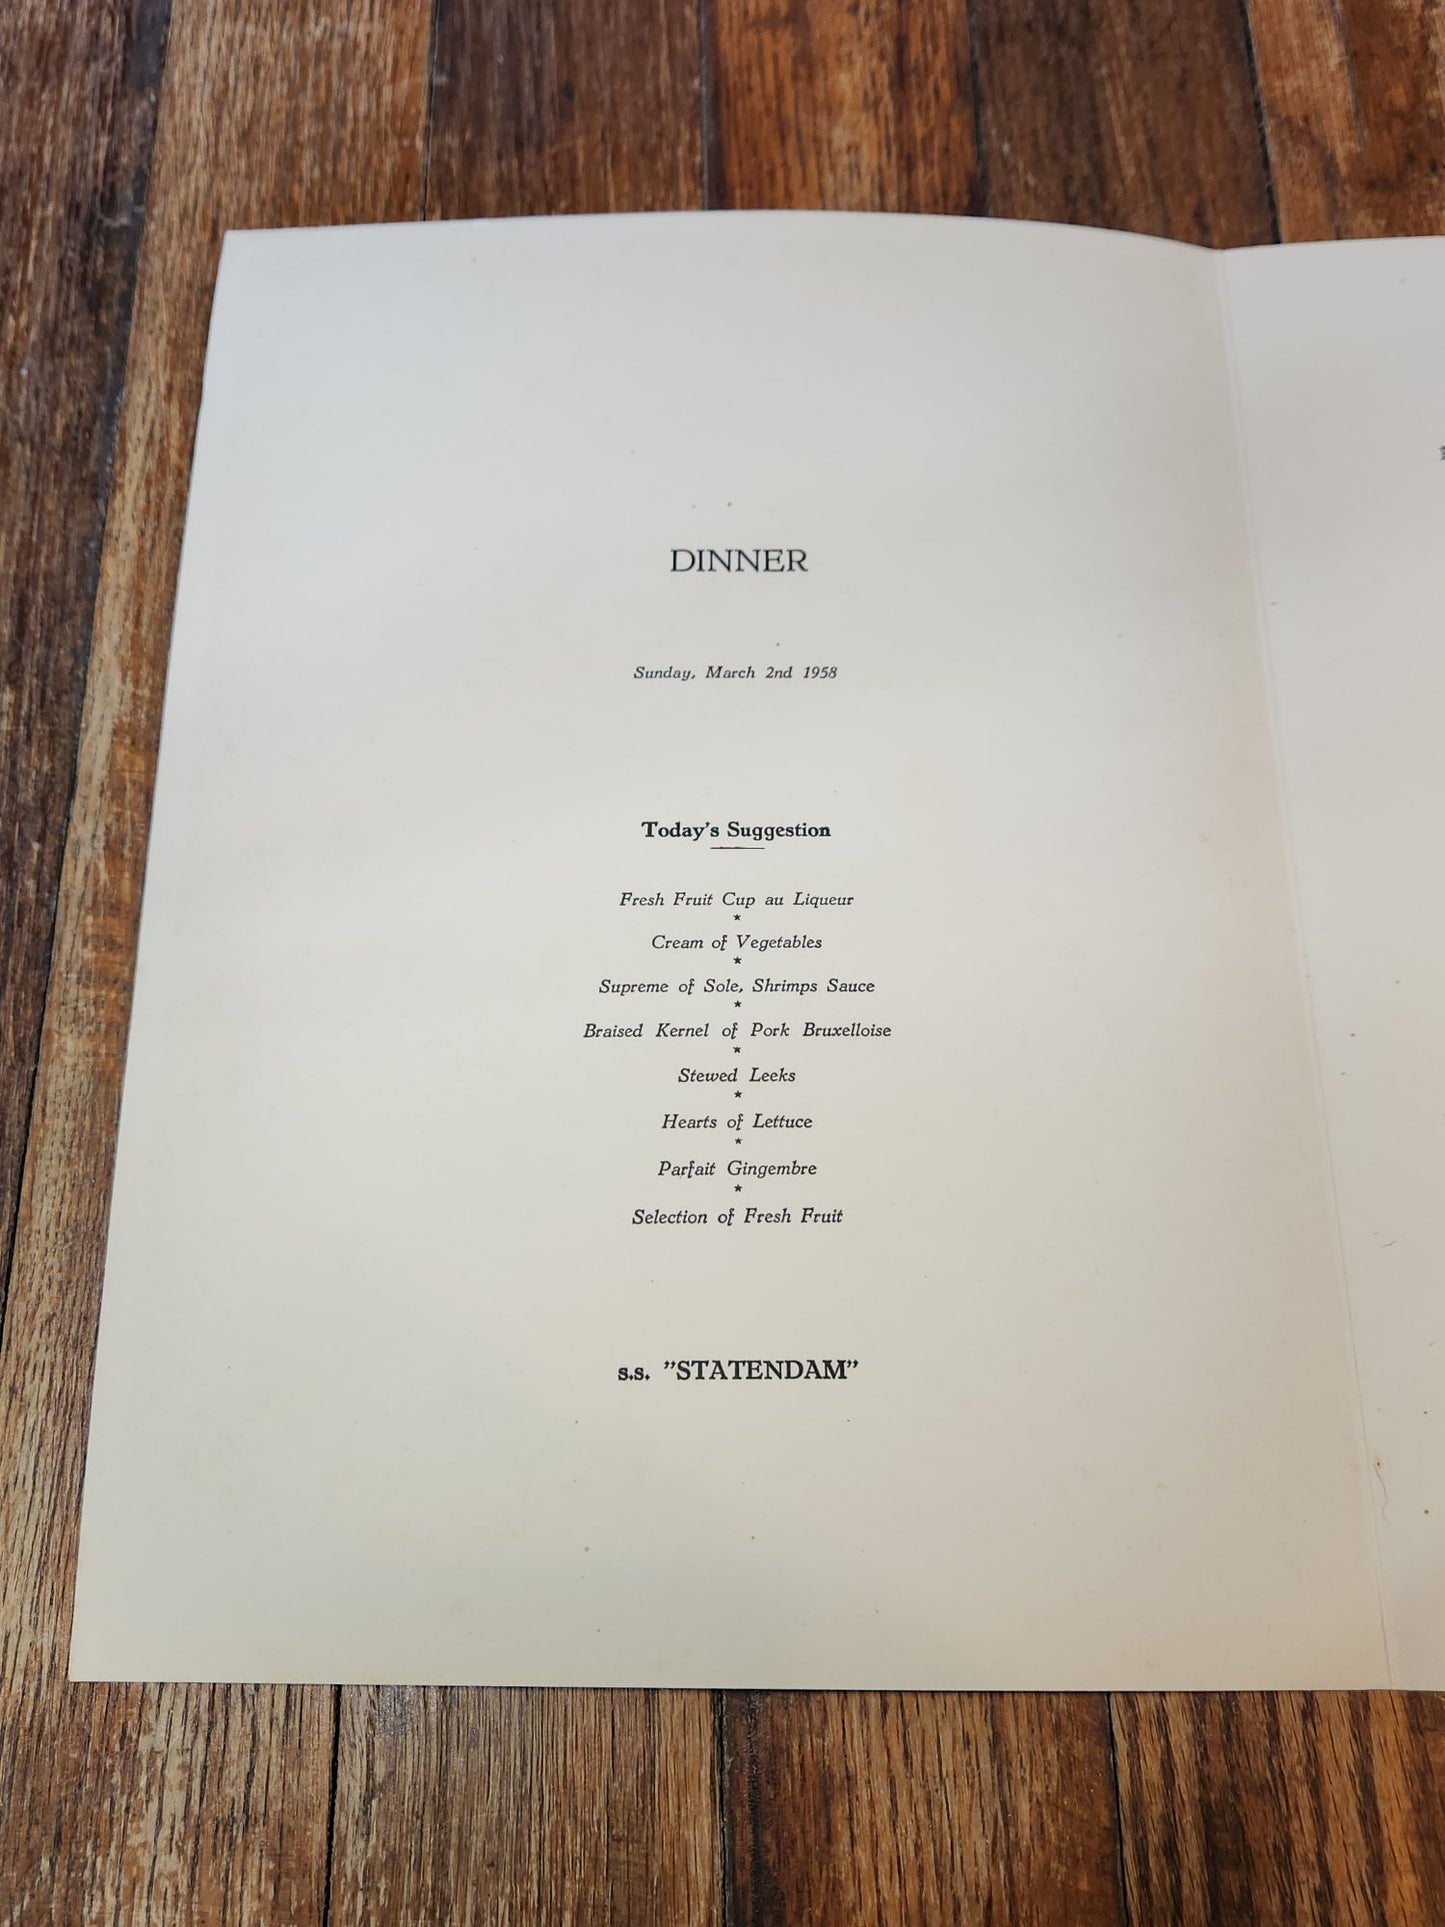 DINNER
Sunday, March 2nd 1958
Today's Suggestion
Fresh Fruit Cup au Liqueur
★
Cream of Vegetables
★
Supreme of Sole, Shrimps Sauce
★
Braised Kernel of Pork Bruxelloise
★
Stewed Leeks
★
Hearts of Lettuce
★
Parfait Gingembre
★
Selection of Fresh Fruit
s.s. ”STATENDAM”